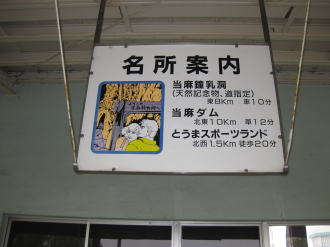 名所案内
当麻鐘乳洞
(天然記念物、道指定)
東8Km 車10分
当麻ダム
北東10Km 車12分
とうまスポーツランド
北西1.5Km 徒歩20分